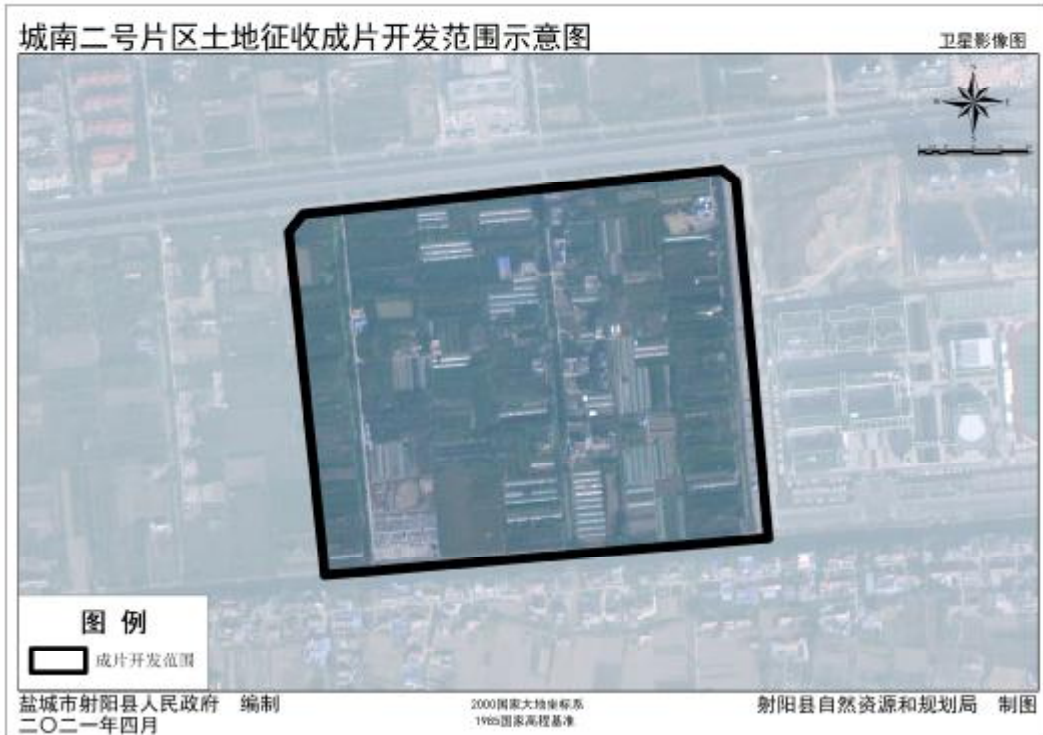 城南二号片区土地征收成片开发范围示意图
卫星影像图
图 例
成片开发范围
盐城市射阳县人民政府 编制
二〇二一年四月
2000国家大地坐标系
1985国家高程基准
射阳县自然资源和规划局 制图